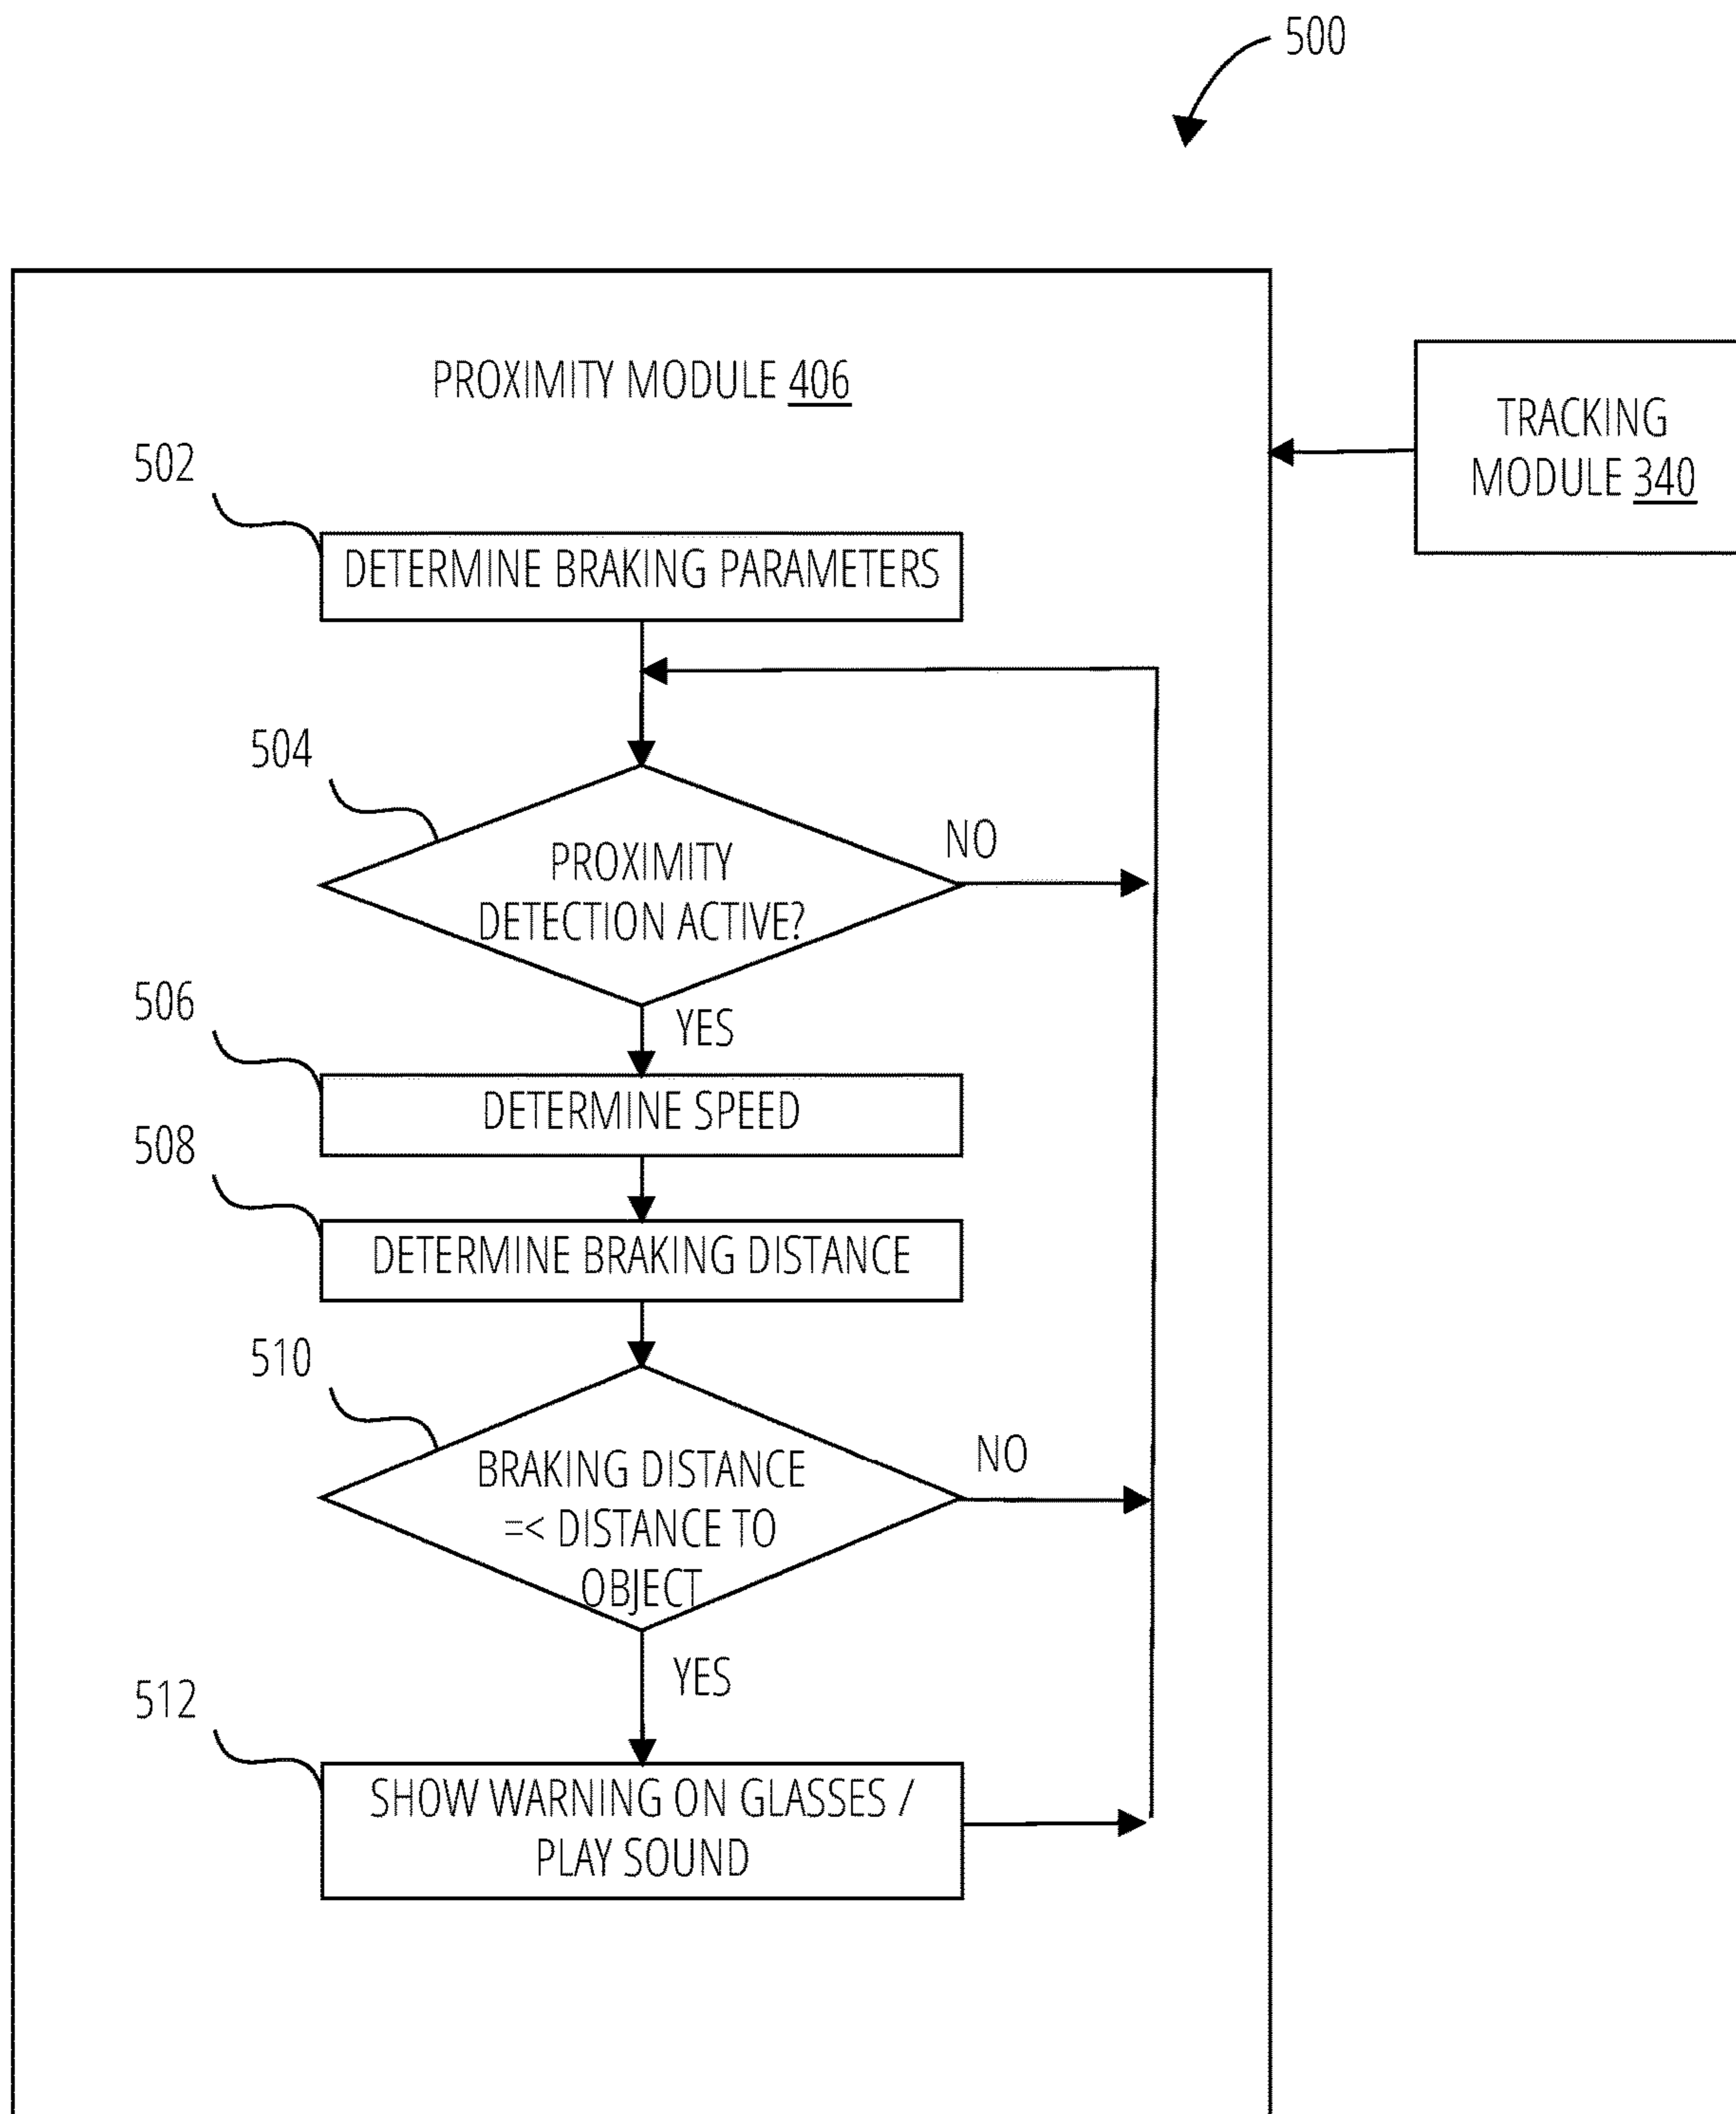 500
PROXIMITY MODULE 406
TRACKING
MODULE 340
502
DETERMINE BRAKING PARAMETERS
504
NO
PROXIMITY
DETECTION ACTIVE?
506
YES
DETERMINE SPEED
508
DETERMINE BRAKING DISTANCE
510
NO
BRAKING DISTANCE
=< DISTANCE TO
OBJECT
YES
512
SHOW WARNING ON GLASSES /
PLAY SOUND